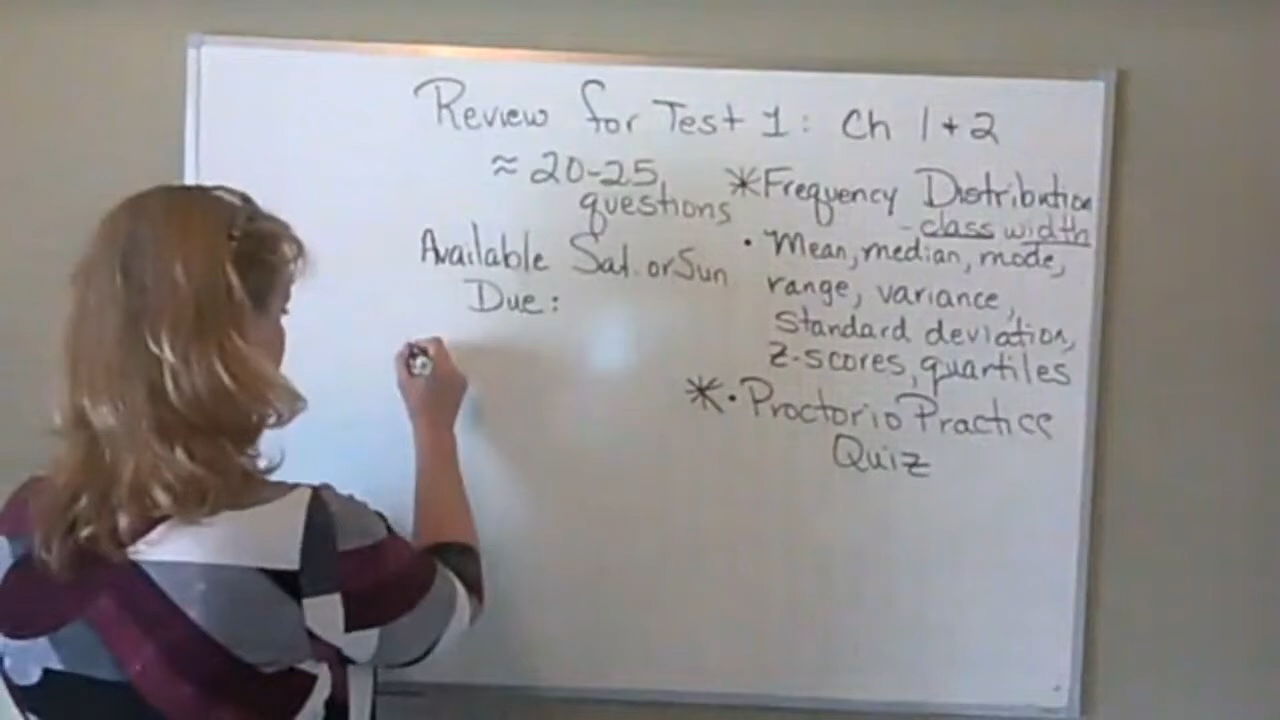 Review for Test 1: Ch 1+2
≈ 20-25
questions
Available Sat. or Sun
Due:
*Frequency Distribution
- class width
• Mean, median, mode,
range, variance,
standard deviation,
z-scores, quartiles
*• Proctorio Practice
Quiz